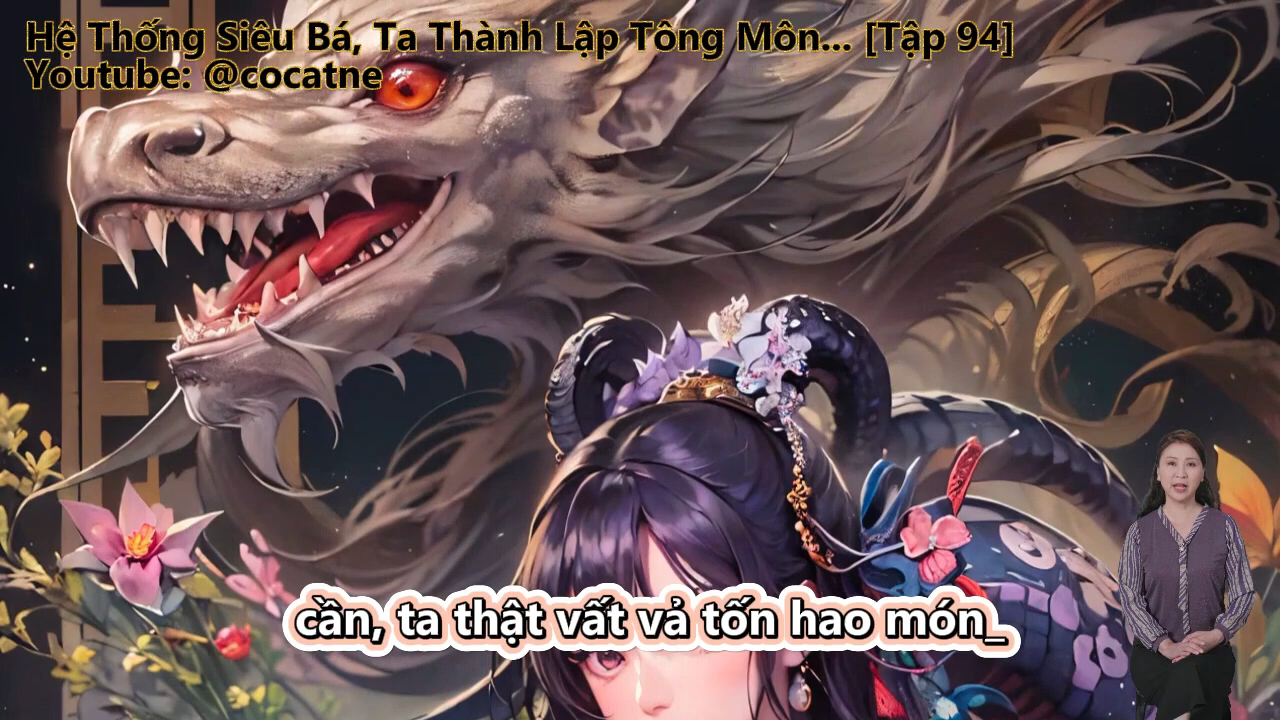 Hệ Thống Siêu Bá, Ta Thành Lập Tông Môn... [Tập 94]
Youtube: @cocatne
cần, ta thật vất vả tốn hao món_